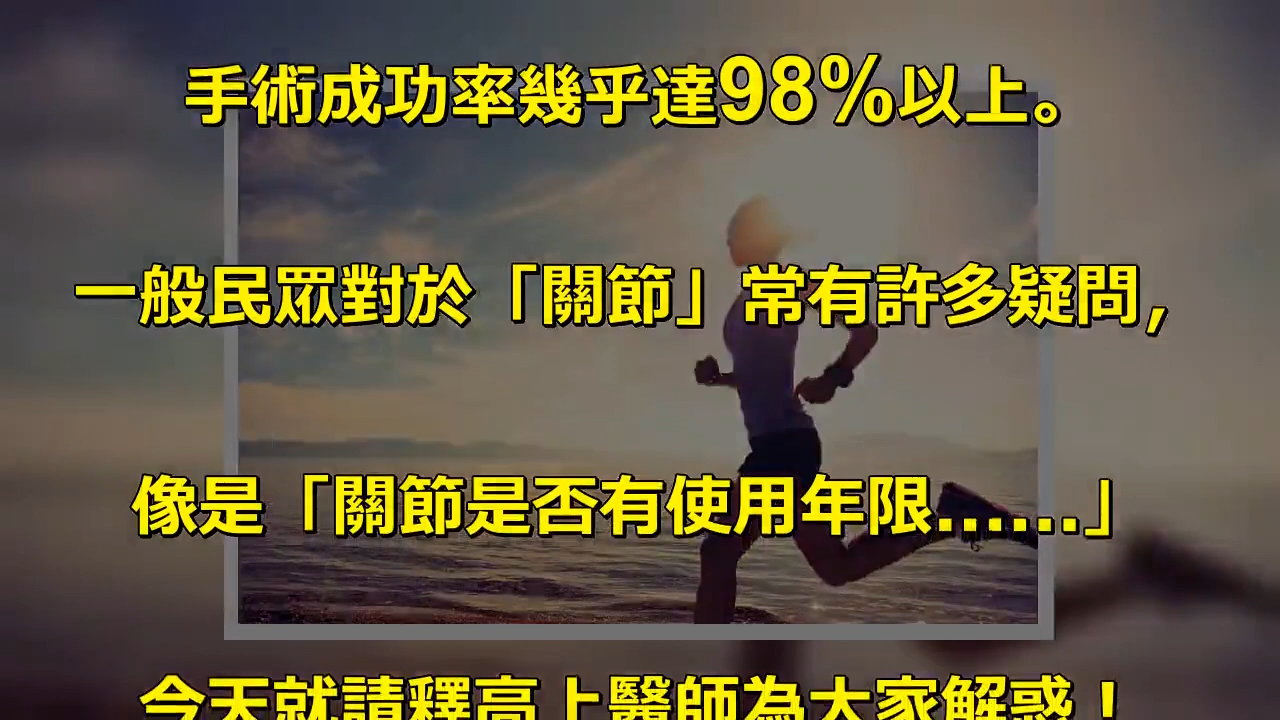 手術成功率幾乎達98%以上。
一般民眾對於「關節」常有許多疑問，
像是「關節是否有使用年限……」
今天就請釋高上醫師為大家解惑！